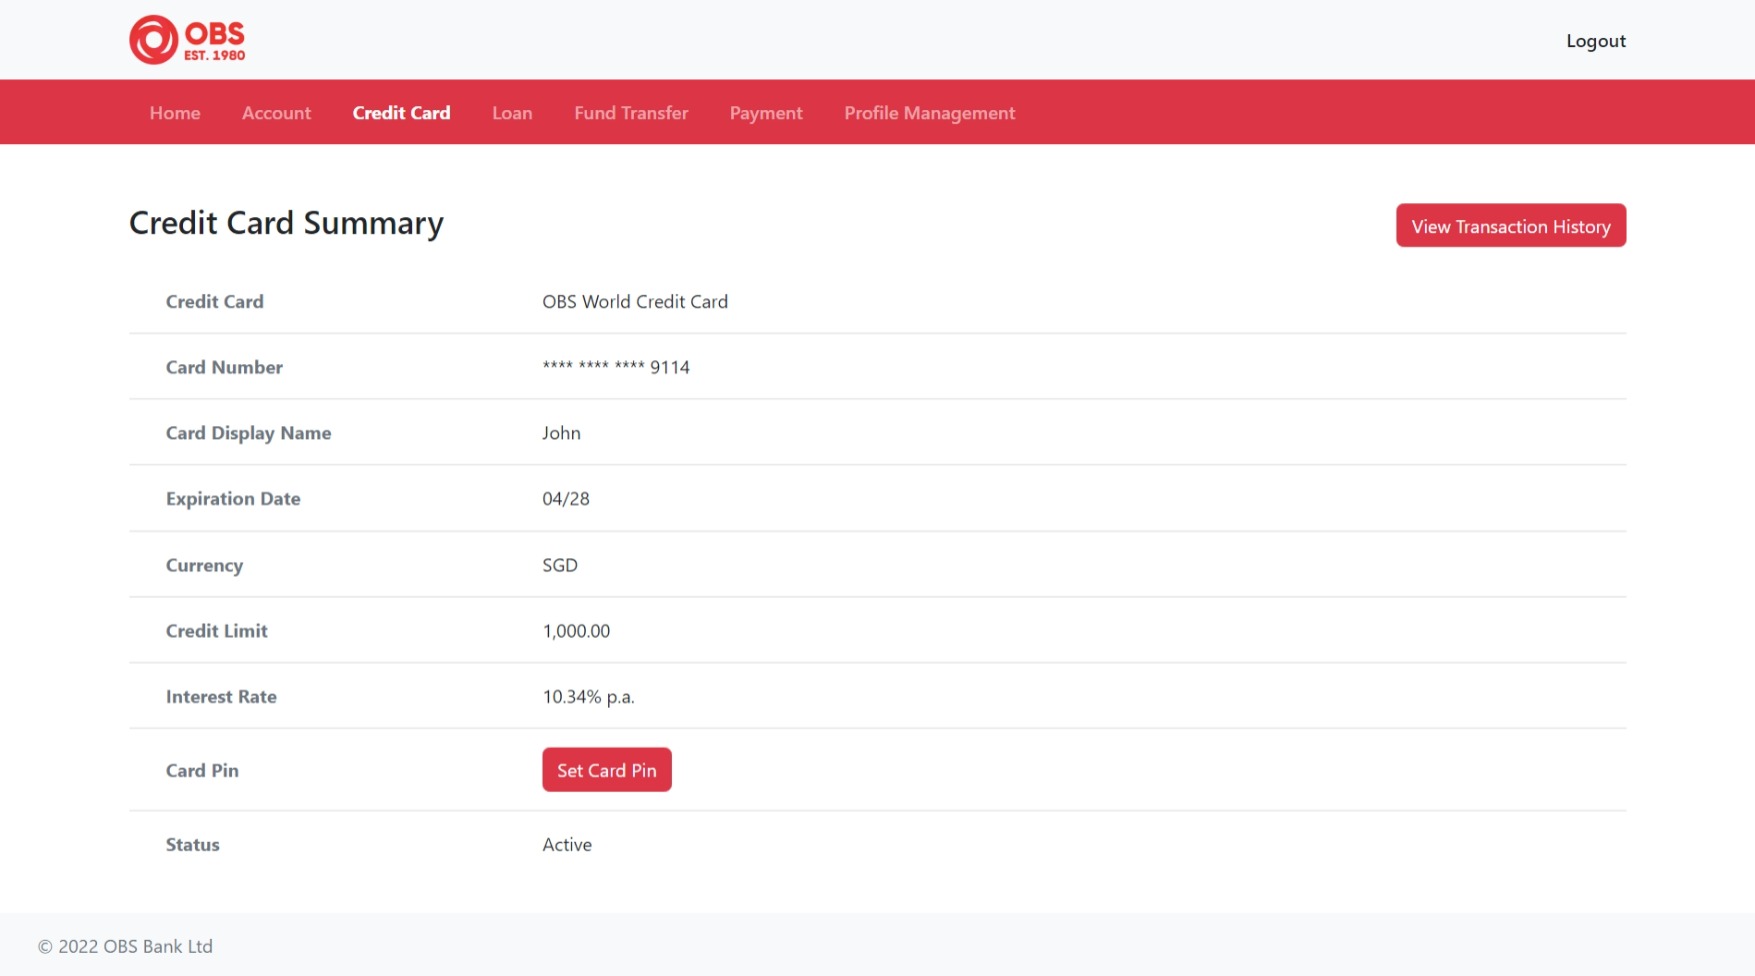 OBS
EST. 1980
Logout
Home Account Credit Card Loan Fund Transfer Payment Profile Management
Credit Card Summary
View Transaction History
Credit Card OBS World Credit Card
Card Number **** **** **** 9114
Card Display Name John
Expiration Date 04/28
Currency SGD
Credit Limit 1,000.00
Interest Rate 10.34% p.a.
Card Pin Set Card Pin
Status Active
© 2022 OBS Bank Ltd